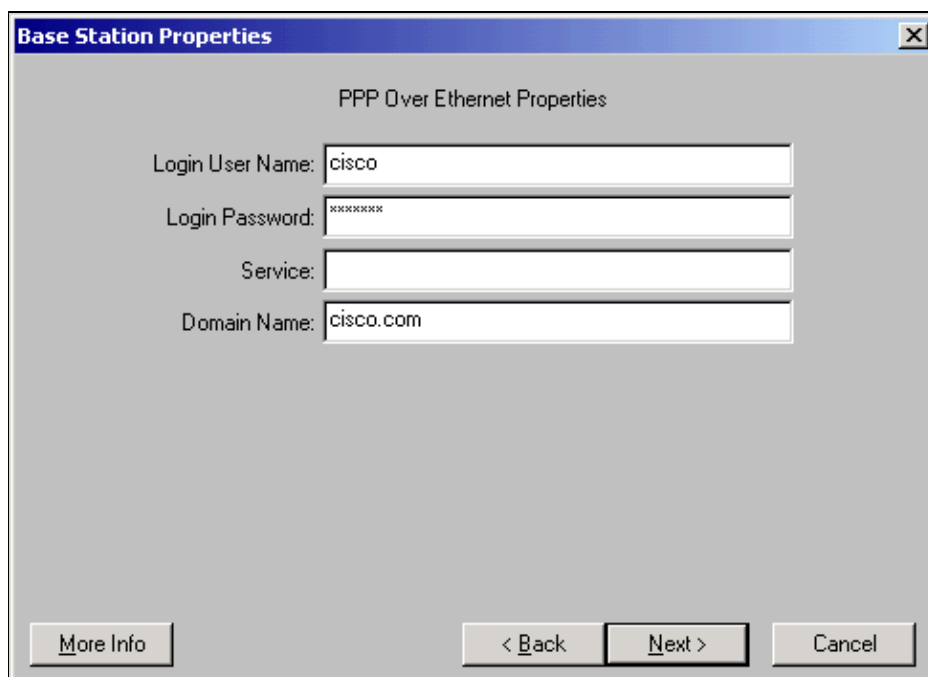 Base Station Properties
PPP Over Ethernet Properties
Login User Name: cisco
Login Password: *******
Service:
Domain Name: cisco.com
More Info < Back Next > Cancel